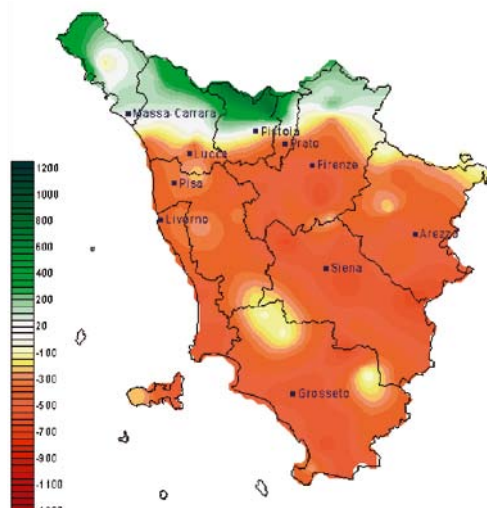 Massa-Carrara
Pistoia
Prato
Lucca
Firenze
Pisa
Livorno
Arezzo
Siena
Grosseto
1200
1000
800
600
400
200
20
-100
-300
-500
-700
-900
-1100